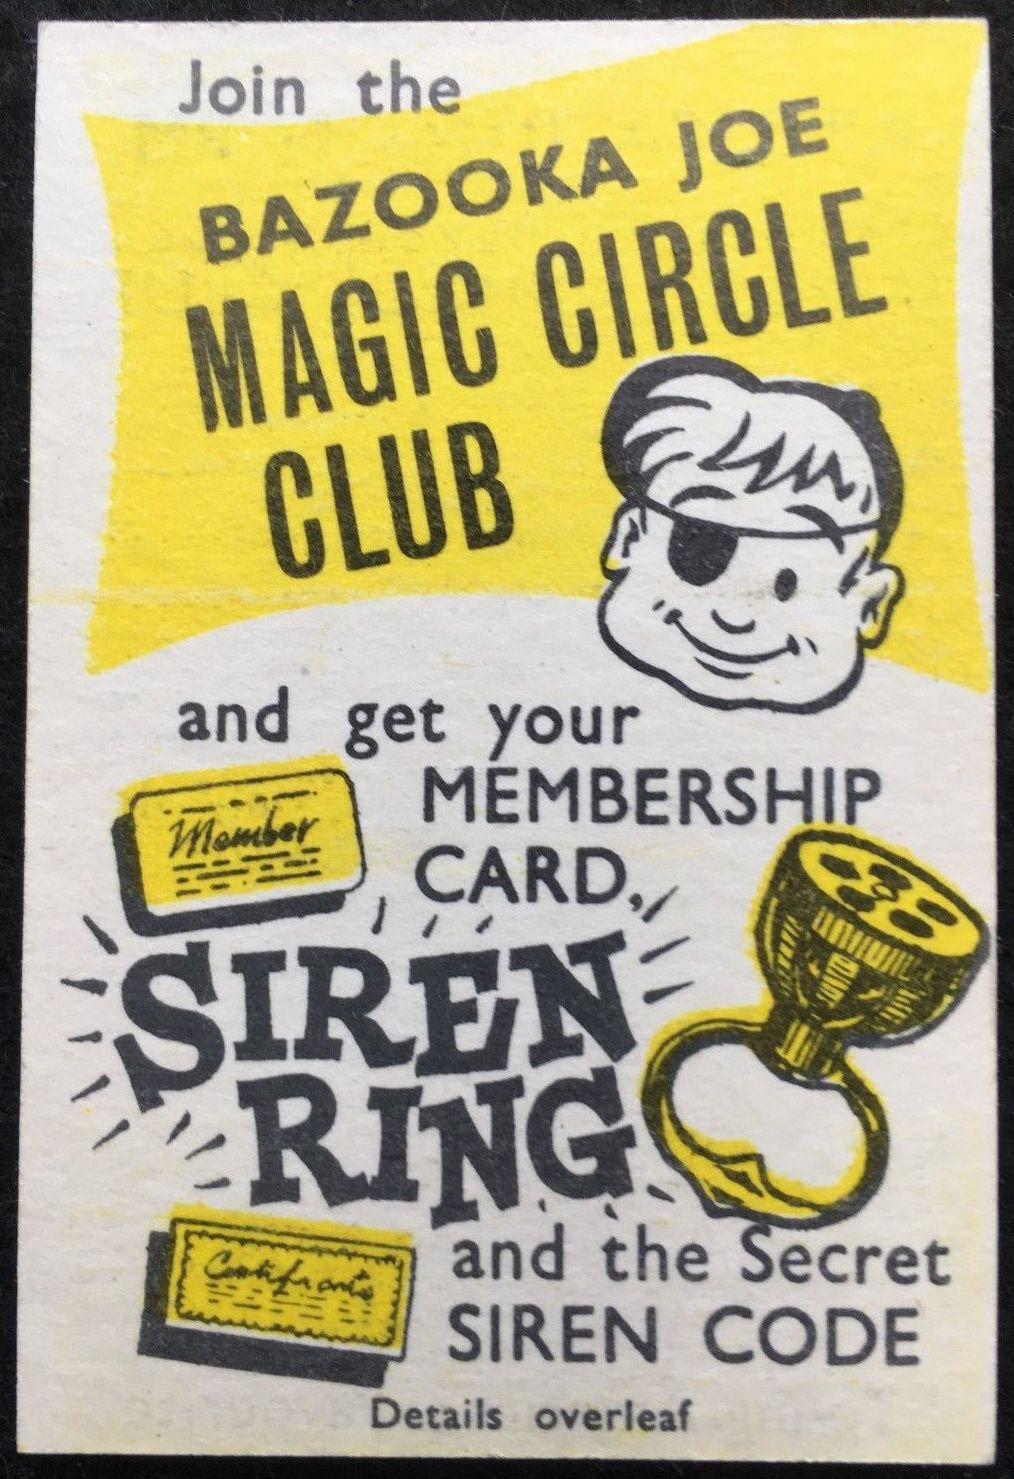 Join the
BAZOOKA JOE
MAGIC CIRCLE
CLUB
and get your
MEMBERSHIP
CARD,
Member
SIREN
RING
Certificate
and the Secret
SIREN CODE
Details overleaf